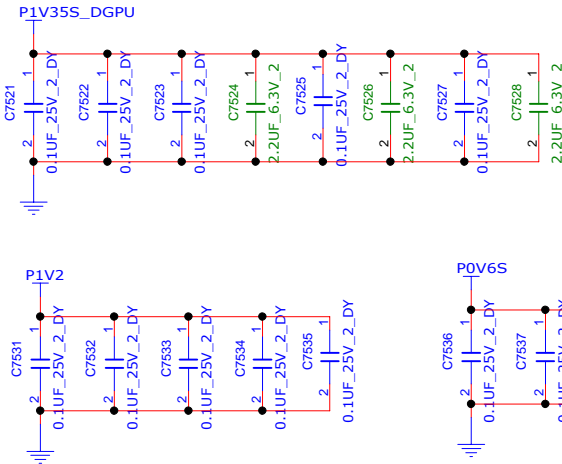 P1V35S_DGPU
C7521 1 2 0.1UF_25V_2_DY
C7522 1 2 0.1UF_25V_2_DY
C7523 1 2 0.1UF_25V_2_DY
C7524 1 2 2.2UF_6.3V_2
C7525 1 2 0.1UF_25V_2_DY
C7526 1 2 2.2UF_6.3V_2
C7527 1 2 0.1UF_25V_2_DY
C7528 1 2 2.2UF_6.3V_2
P1V2
C7531 1 2 0.1UF_25V_2_DY
C7532 1 2 0.1UF_25V_2_DY
C7533 1 2 0.1UF_25V_2_DY
C7534 1 2 0.1UF_25V_2_DY
C7535 1 2 0.1UF_25V_2_DY
P0V6S
C7536 1 2 0.1UF_25V_2_DY
C7537 1 2